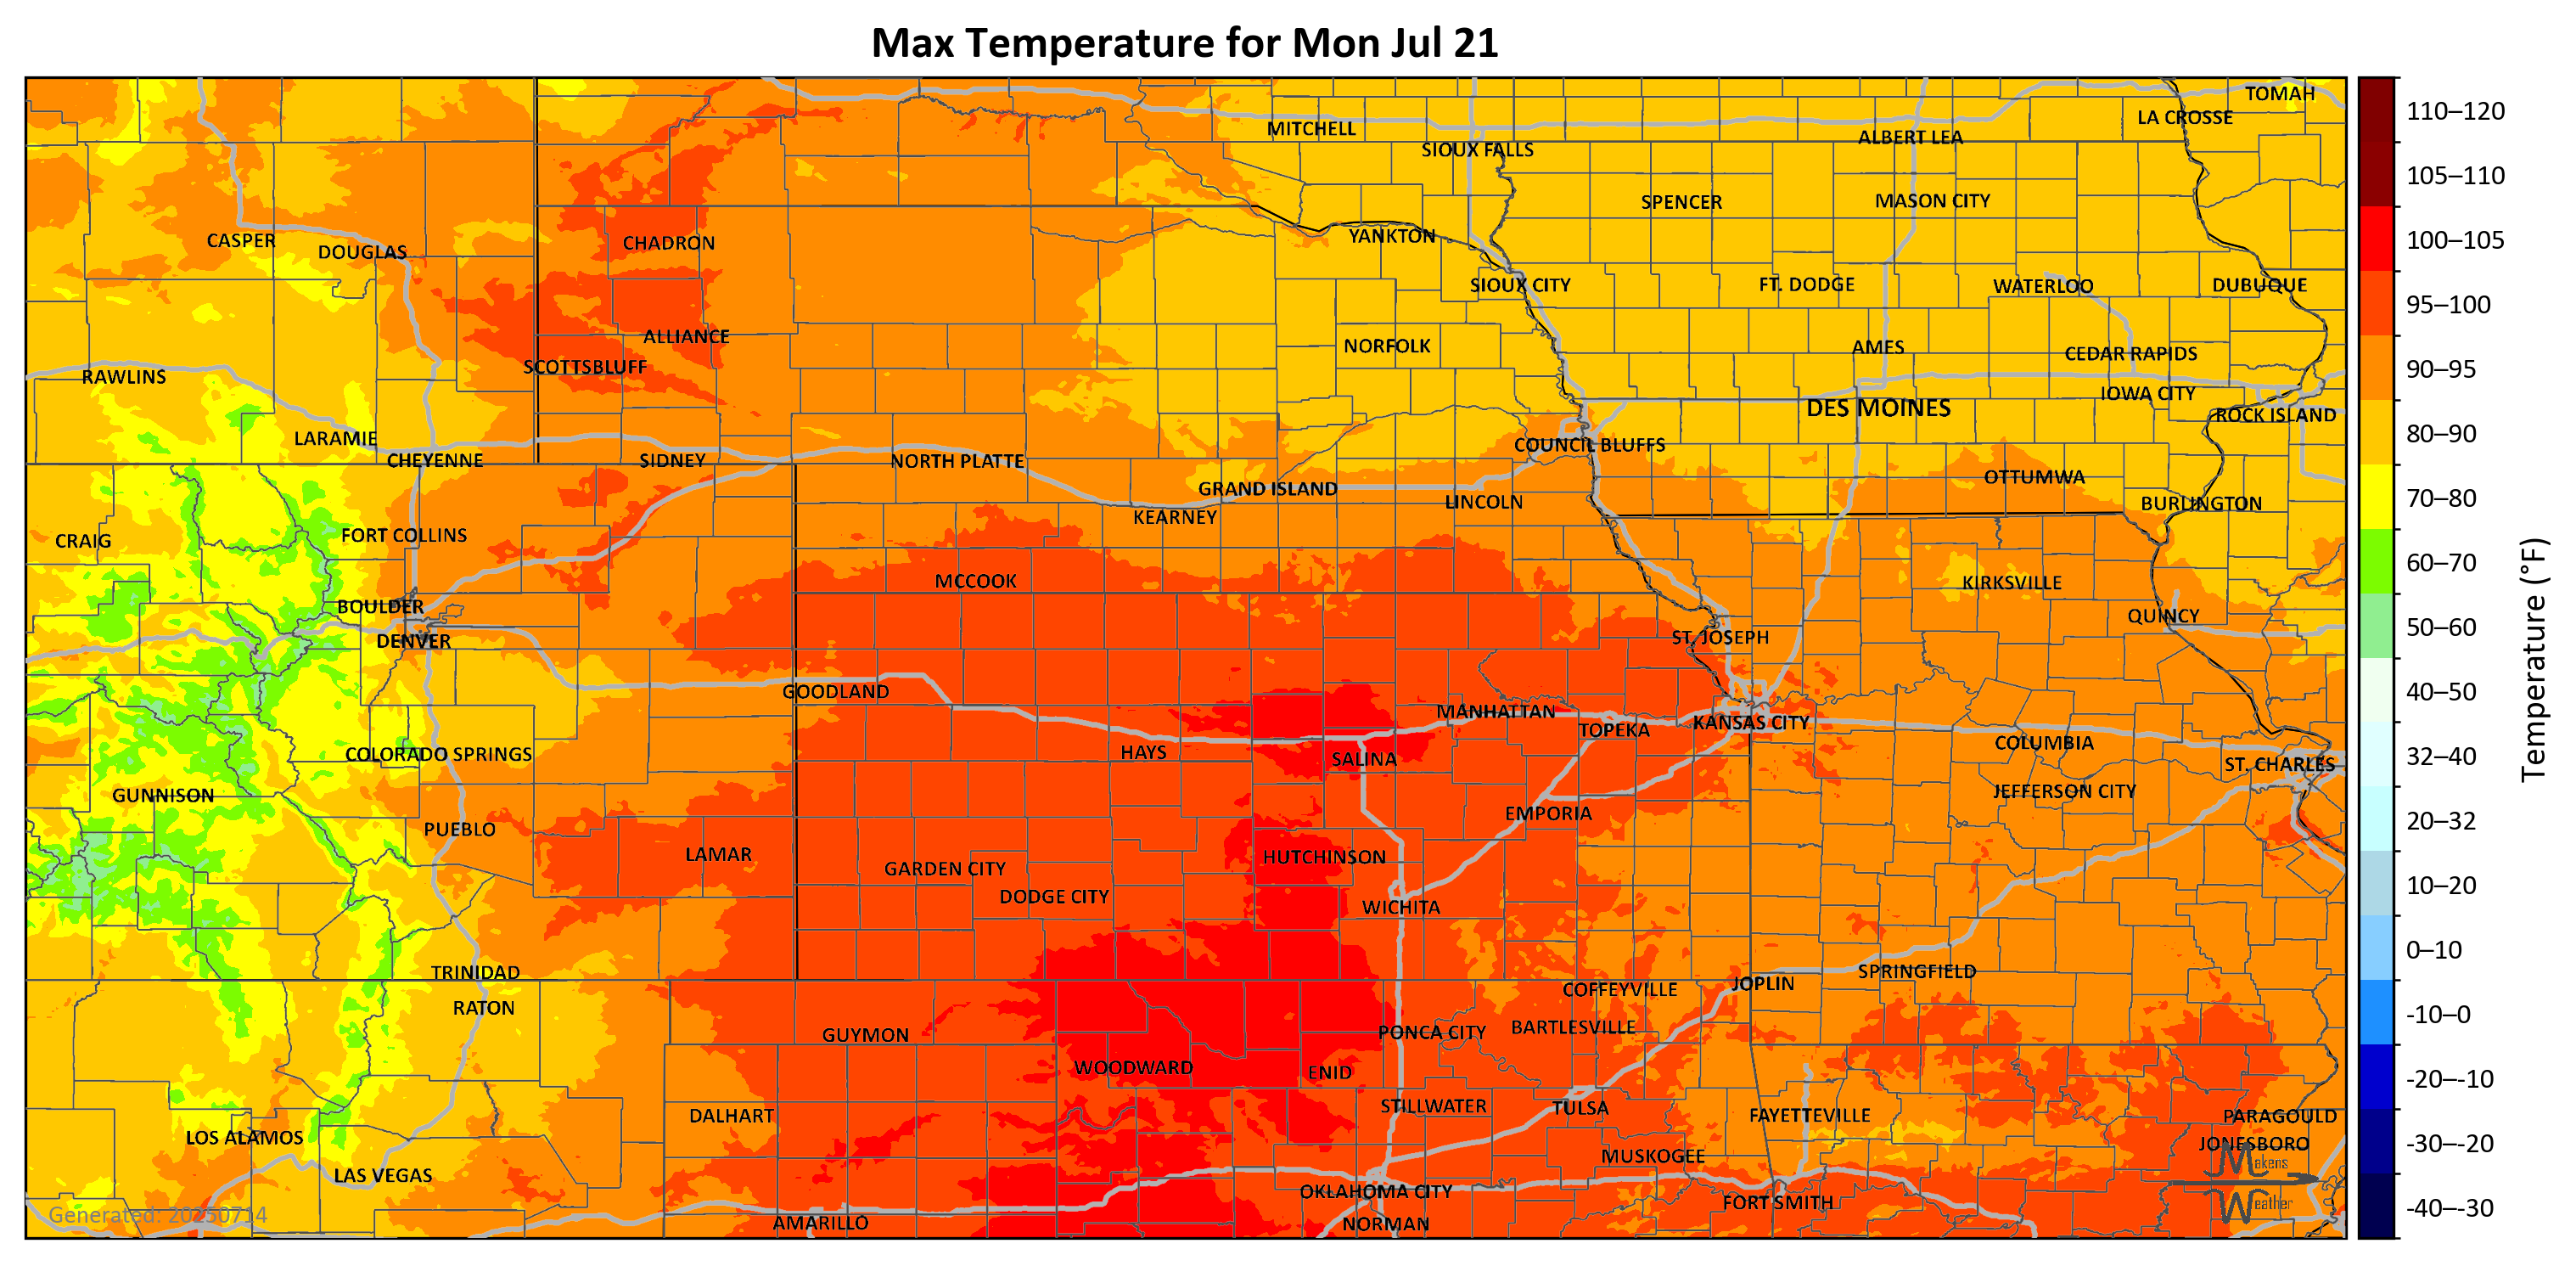 Max Temperature for Mon Jul 21
TOMAH
LA CROSSE
MITCHELL
ALBERT LEA
SIOUX FALLS
SPENCER
MASON CITY
CASPER
DOUGLAS
CHADRON
YANKTON
SIOUX CITY
FT. DODGE
WATERLOO
DUBUQUE
ALLIANCE
NORFOLK
AMES
CEDAR RAPIDS
SCOTTSBLUFF
RAWLINS
IOWA CITY
DES MOINES
ROCK ISLAND
LARAMIE
COUNCIL BLUFFS
CHEYENNE
SIDNEY
NORTH PLATTE
OTTUMWA
GRAND ISLAND
LINCOLN
BURLINGTON
KEARNEY
FORT COLLINS
CRAIG
MCCOOK
KIRKSVILLE
BOULDER
QUINCY
DENVER
ST. JOSEPH
GOODLAND
MANHATTAN
KANSAS CITY
TOPEKA
COLUMBIA
COLORADO SPRINGS
HAYS
SALINA
ST. CHARLES
GUNNISON
JEFFERSON CITY
EMPORIA
PUEBLO
LAMAR
HUTCHINSON
GARDEN CITY
DODGE CITY
WICHITA
TRINIDAD
SPRINGFIELD
JOPLIN
COFFEYVILLE
RATON
GUYMON
PONCA CITY
BARTLESVILLE
WOODWARD
ENID
STILLWATER
TULSA
DALHART
FAYETTEVILLE
PARAGOULD
LOS ALAMOS
JONESBORO
MUSKOGEE
LAS VEGAS
OKLAHOMA CITY
FORT SMITH
AMARILLO
NORMAN
Generated: 20250714
Makens
Weather
110–120
105–110
100–105
95–100
90–95
80–90
70–80
60–70
50–60
40–50
32–40
20–32
10–20
0–10
-10–0
-20–-10
-30–-20
-40–-30
Temperature (°F)